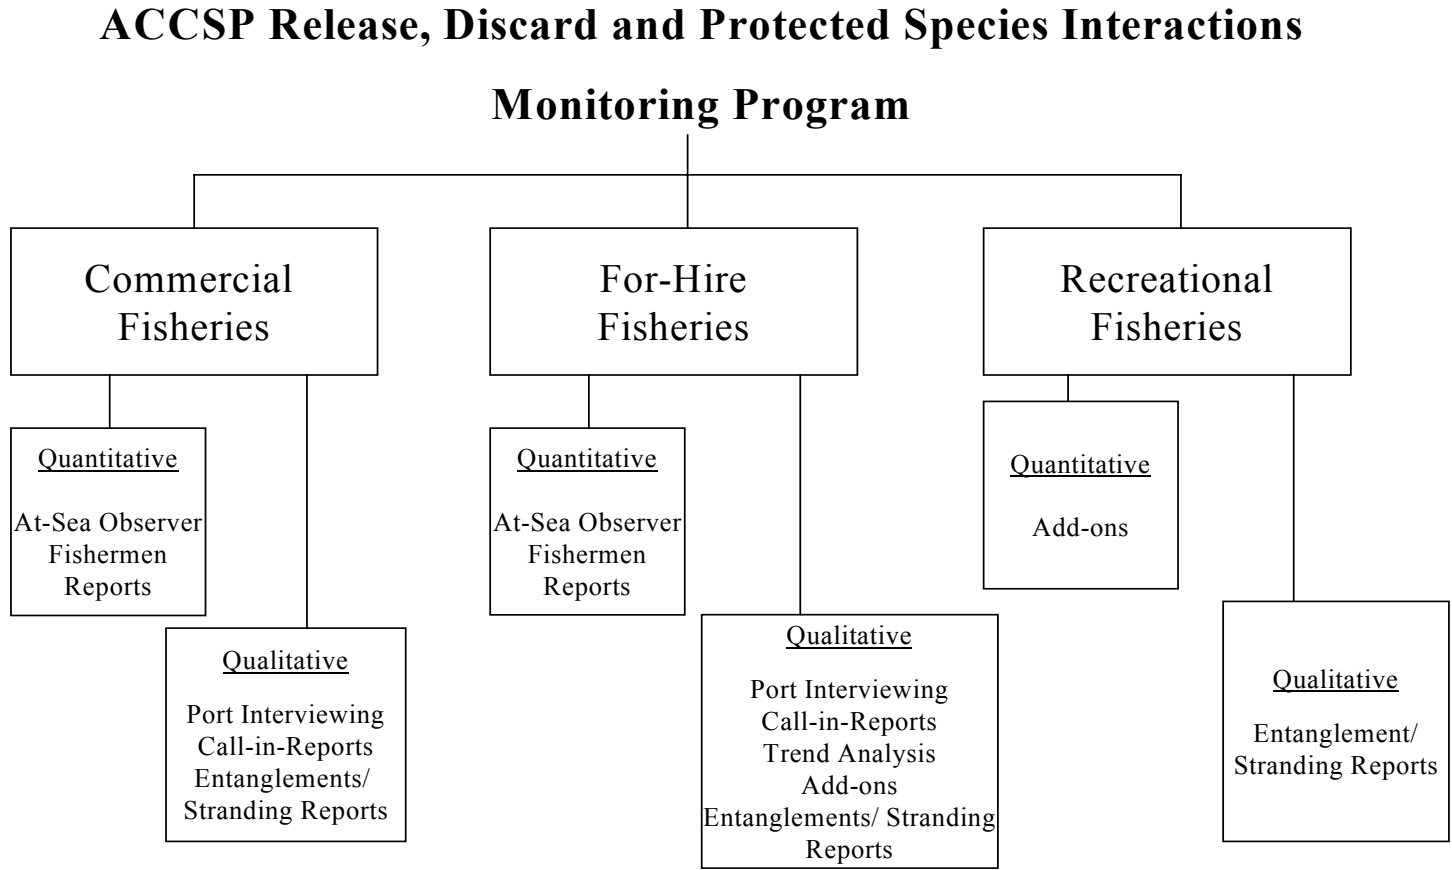 ACCSP Release, Discard and Protected Species Interactions
Monitoring Program
Commercial
Fisheries
For-Hire
Fisheries
Recreational
Fisheries
Quantitative
At-Sea Observer
Fishermen
Reports
Qualitative
Port Interviewing
Call-in-Reports
Entanglements/
Stranding Reports
Quantitative
At-Sea Observer
Fishermen
Reports
Qualitative
Port Interviewing
Call-in-Reports
Trend Analysis
Add-ons
Entanglements/ Stranding
Reports
Quantitative
Add-ons
Qualitative
Entanglement/
Stranding Reports